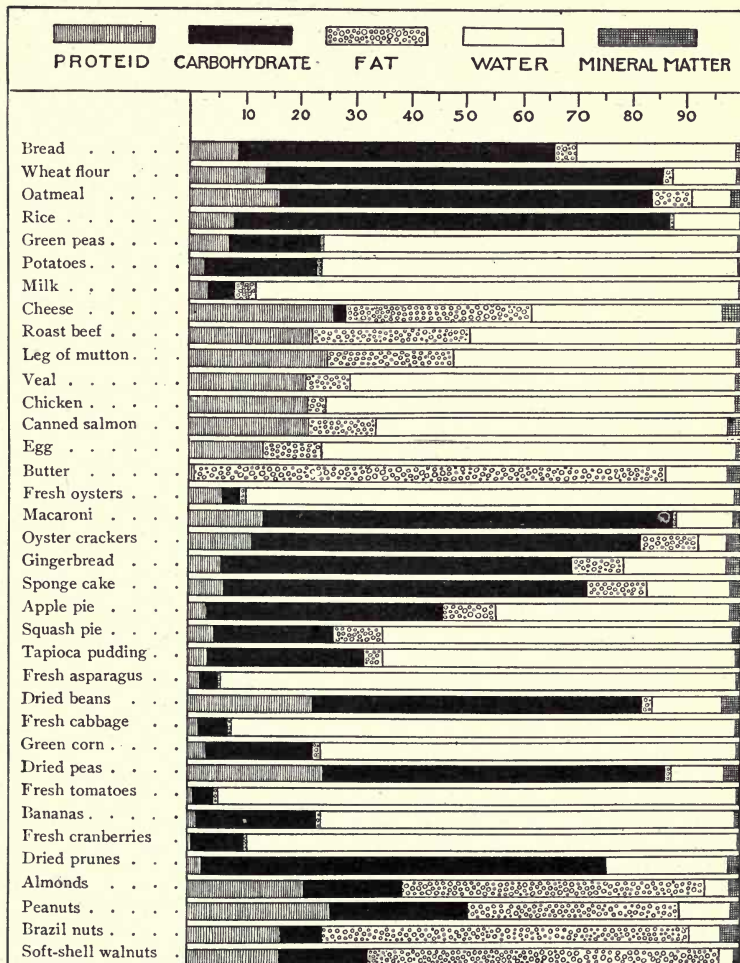 PROTEID CARBOHYDRATE FAT WATER MINERAL MATTER
10 20 30 40 50 60 70 80 90
Bread . . . . .
Wheat flour . . .
Oatmeal . . . .
Rice . . . . . .
Green peas . . . .
Potatoes . . . . .
Milk . . . . . .
Cheese . . . . .
Roast beef . . . .
Leg of mutton . . .
Veal . . . . . .
Chicken . . . . .
Canned salmon . .
Egg . . . . . .
Butter . . . . .
Fresh oysters . . .
Macaroni . . . .
Oyster crackers . .
Gingerbread . . .
Sponge cake . . .
Apple pie . . . .
Squash pie . . . .
Tapioca pudding . .
Fresh asparagus . .
Dried beans . . .
Fresh cabbage . .
Green corn . . . .
Dried peas . . . .
Fresh tomatoes . .
Bananas . . . . .
Fresh cranberries .
Dried prunes . . .
Almonds . . . .
Peanuts . . . . .
Brazil nuts . . . .
Soft-shell walnuts .